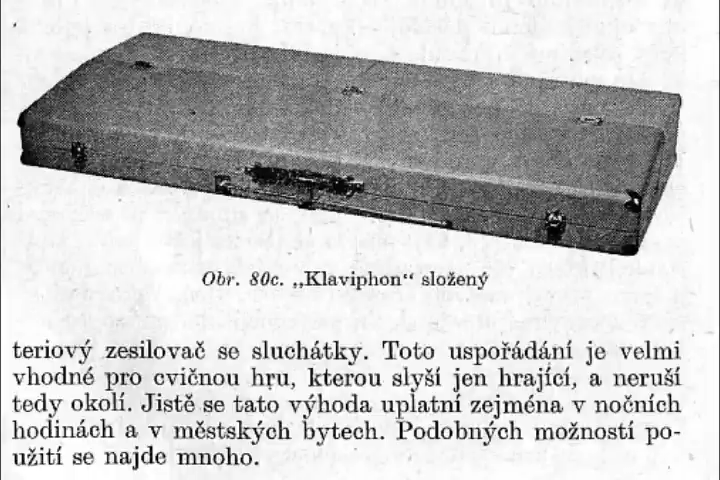 Obr. 80c. „Klaviphon“ složený
teriový zesilovač se sluchátky. Toto uspořádání je velmi
vhodné pro cvičnou hru, kterou slyší jen hrající, a neruší
tedy okolí. Jistě se tato výhoda uplatní zejména v nočních
hodinách a v městských bytech. Podobných možností po-
užití se najde mnoho.